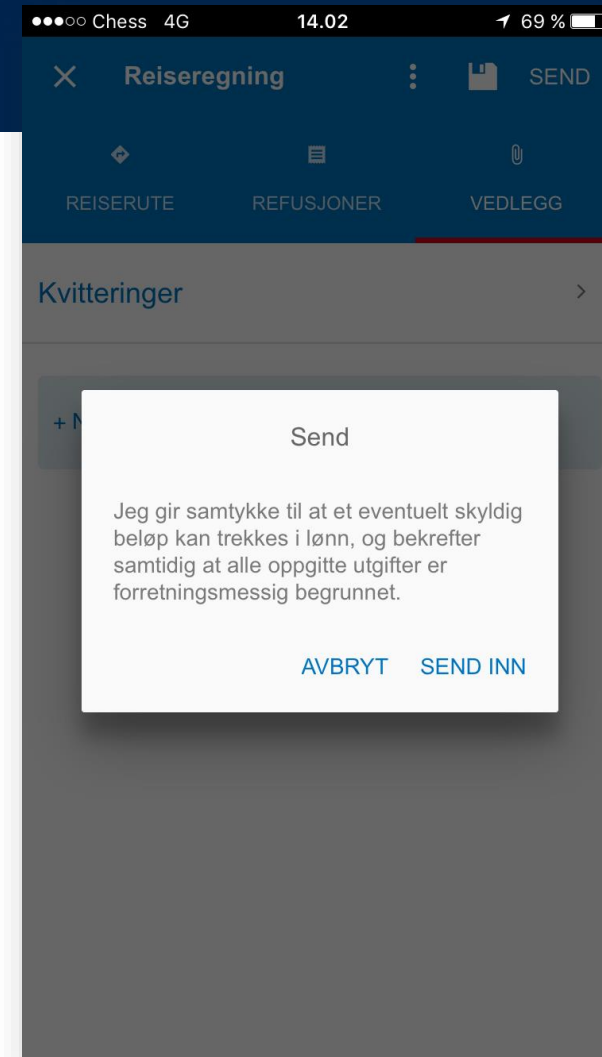 Chess 4G 14.02 69 %
Reiseregning SEND
REISERUTE REFUSJONER VEDLEGG
Kvitteringer
+
Send
Jeg gir samtykke til at et eventuelt skyldig
beløp kan trekkes i lønn, og bekrefter
samtidig at alle oppgitte utgifter er
forretningsmessig begrunnet.
AVBRYT SEND INN